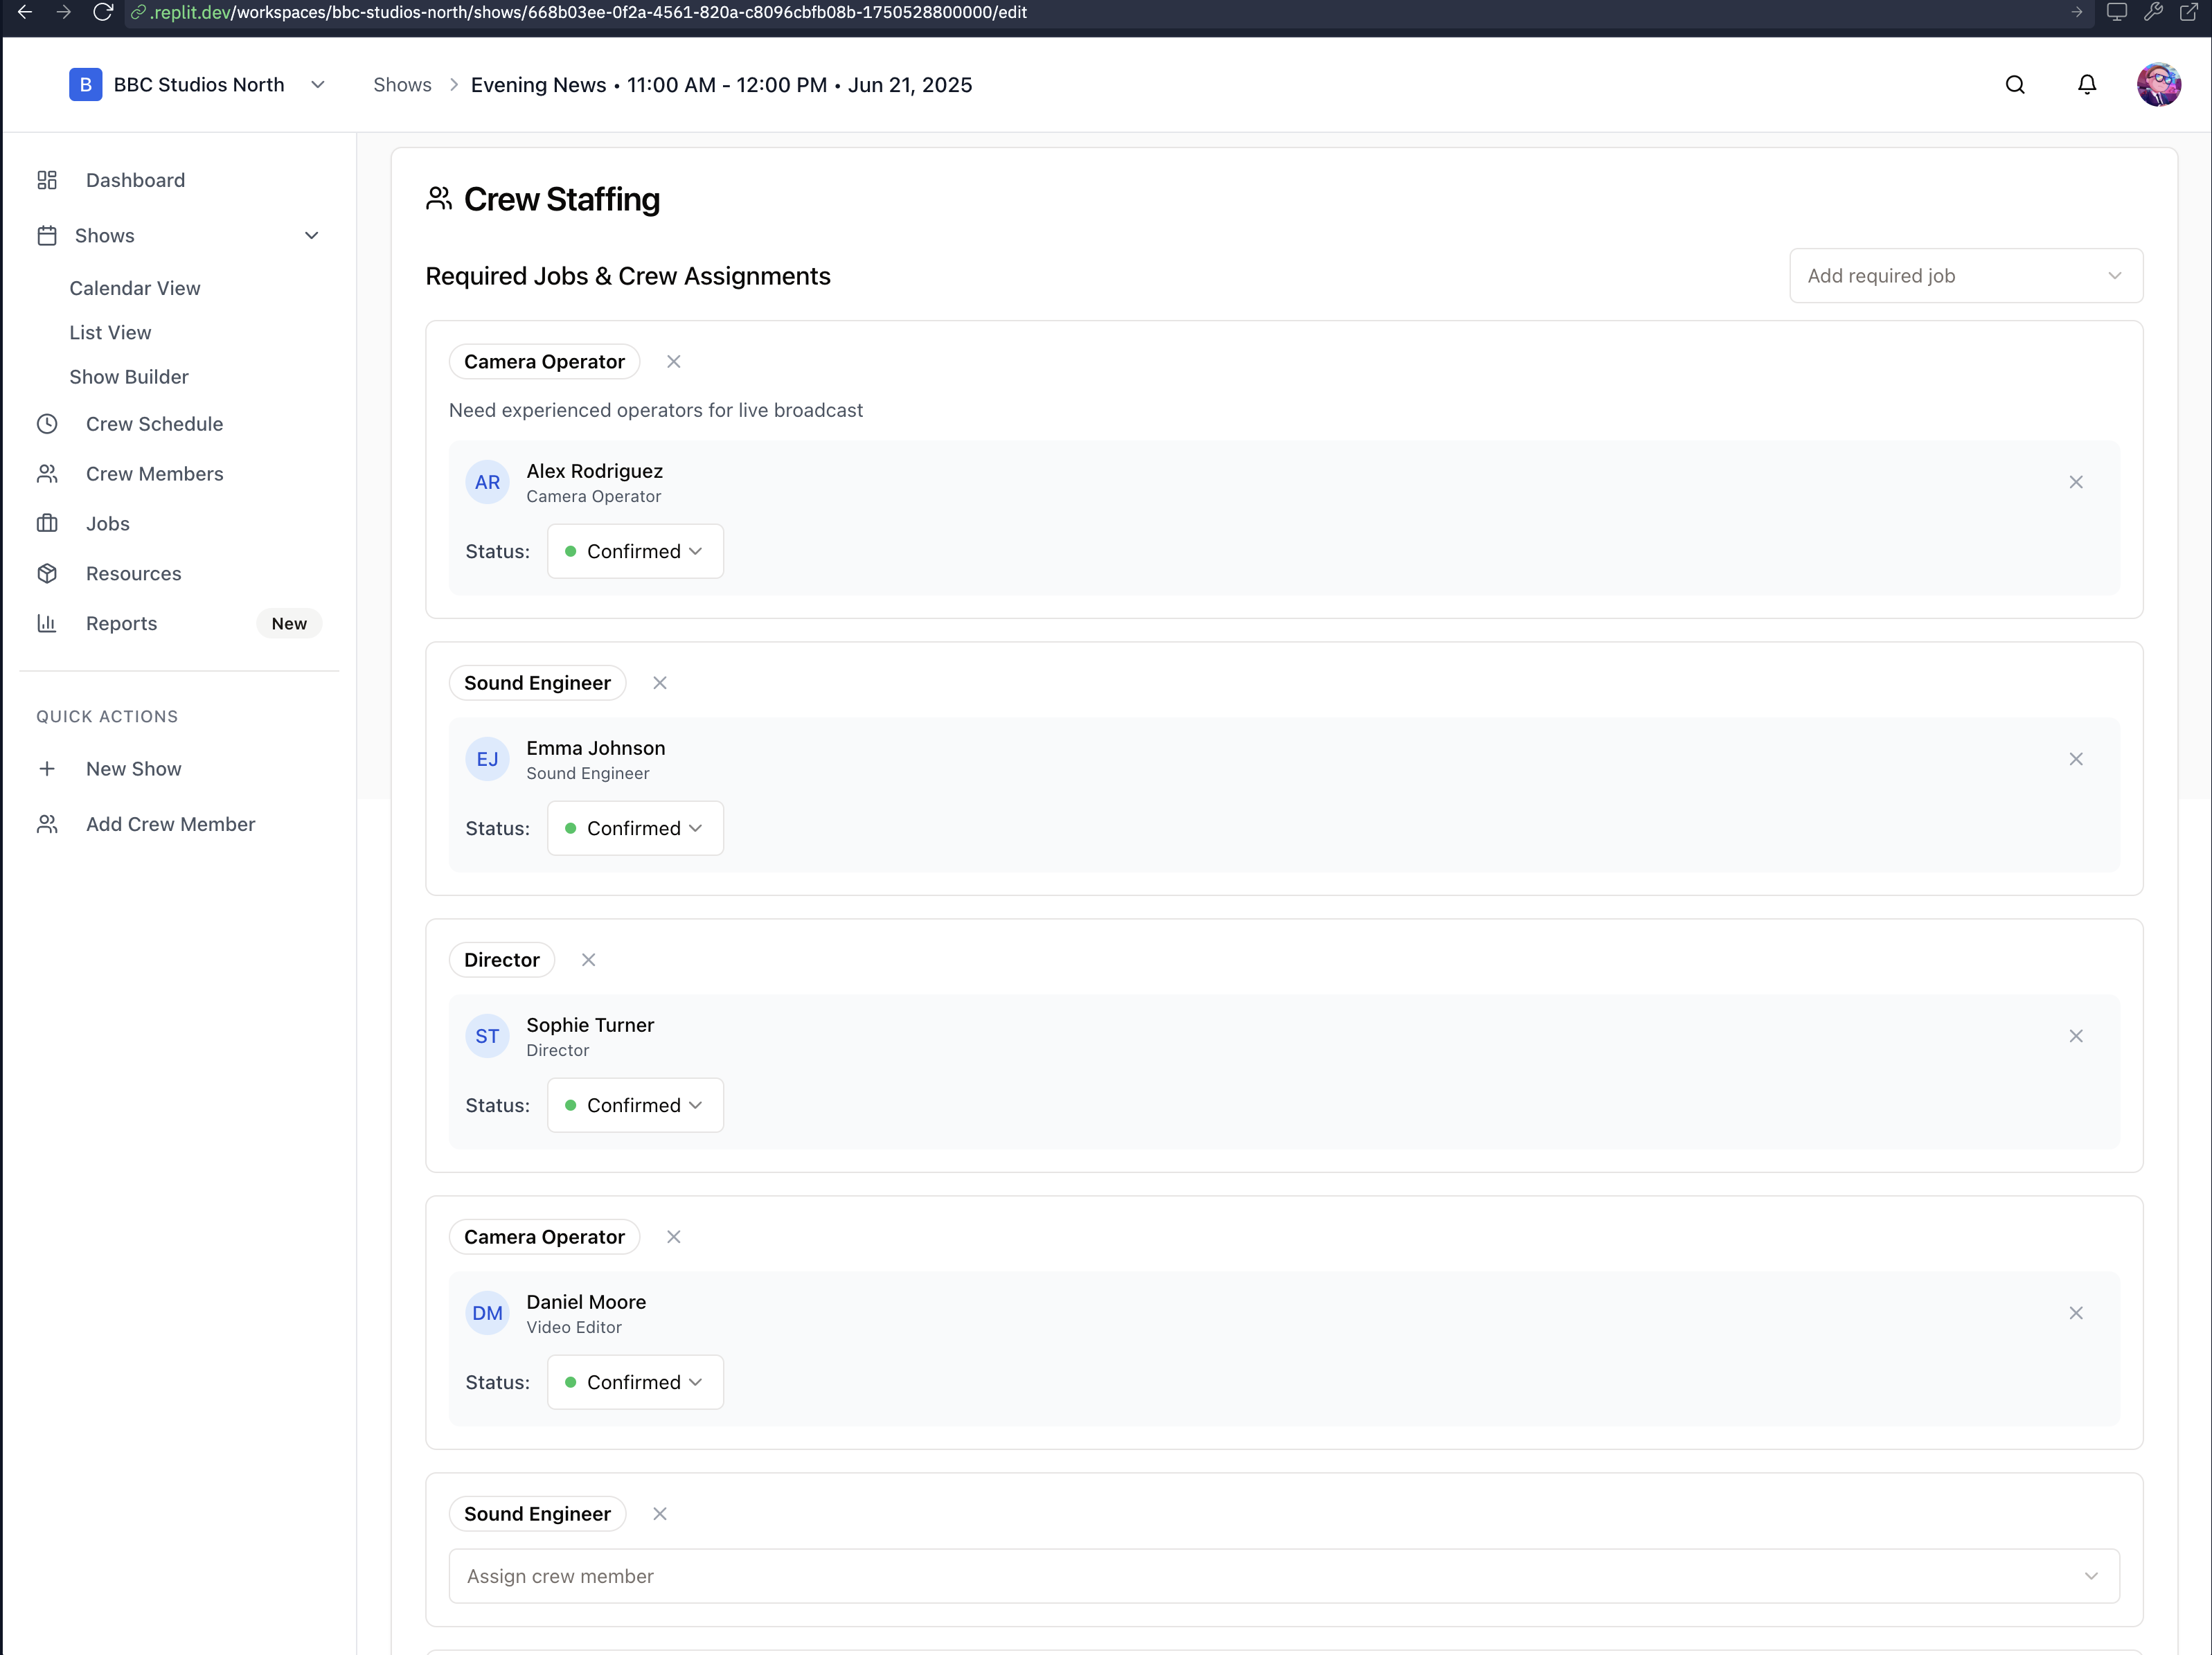 .replit.dev/workspaces/bbc-studios-north/shows/668b03ee-0f2a-4561-820a-c8096cbfb08b-1750528800000/edit
B BBC Studios North
Shows > Evening News • 11:00 AM - 12:00 PM • Jun 21, 2025
Dashboard
Shows
Calendar View
List View
Show Builder
Crew Schedule
Crew Members
Jobs
Resources
Reports New
QUICK ACTIONS
New Show
Add Crew Member
Crew Staffing
Required Jobs & Crew Assignments
Add required job
Camera Operator
Need experienced operators for live broadcast
AR
Alex Rodriguez
Camera Operator
Status: Confirmed
Sound Engineer
EJ
Emma Johnson
Sound Engineer
Status: Confirmed
Director
ST
Sophie Turner
Director
Status: Confirmed
Camera Operator
DM
Daniel Moore
Video Editor
Status: Confirmed
Sound Engineer
Assign crew member